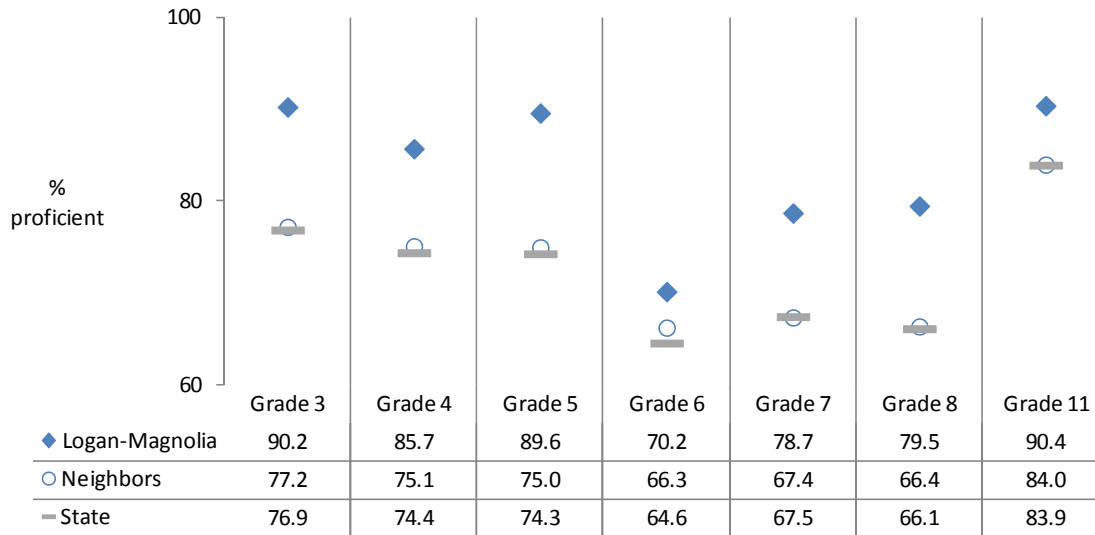 100
80
60
%
proficient
Grade 3 Grade 4 Grade 5 Grade 6 Grade 7 Grade 8 Grade 11
Logan-Magnolia 90.2 85.7 89.6 70.2 78.7 79.5 90.4
Neighbors 77.2 75.1 75.0 66.3 67.4 66.4 84.0
State 76.9 74.4 74.3 64.6 67.5 66.1 83.9